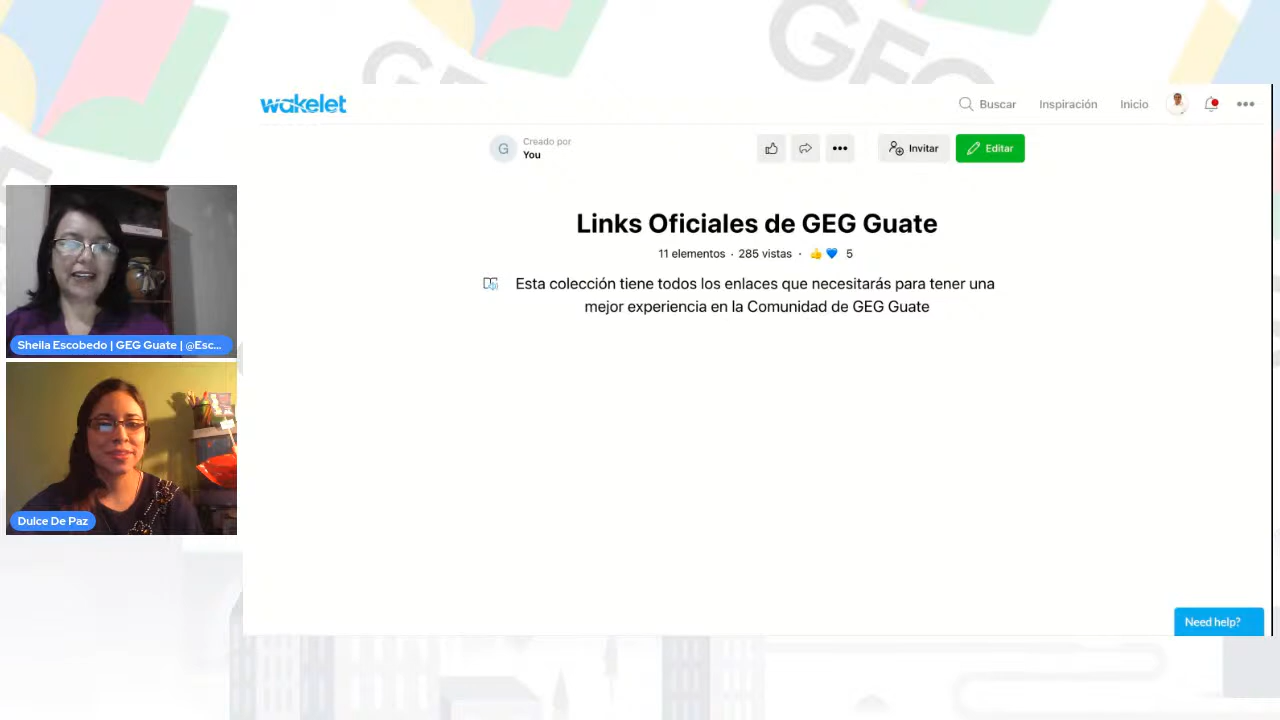 GEG
wakelet
Buscar
Inspiración
Inicio
G
Creado por
You
Invitar
Editar
Links Oficiales de GEG Guate
11 elementos · 285 vistas · 👍 💙 5
Esta colección tiene todos los enlaces que necesitarás para tener una
mejor experiencia en la Comunidad de GEG Guate
Sheila Escobedo | GEG Guate | @Esc...
Dulce De Paz
Need help?